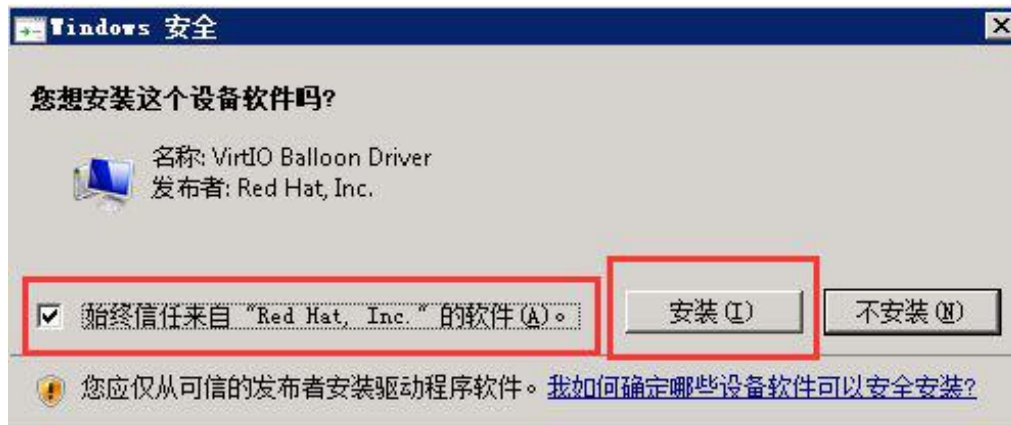 Windows 安全
您想安装这个设备软件吗?
名称: VirtIO Balloon Driver
发布者: Red Hat, Inc.
始终信任来自 "Red Hat, Inc." 的软件(A)。
安装(I)
不安装(N)
您应仅从可信的发布者安装驱动程序软件。我如何确定哪些设备软件可以安全安装?